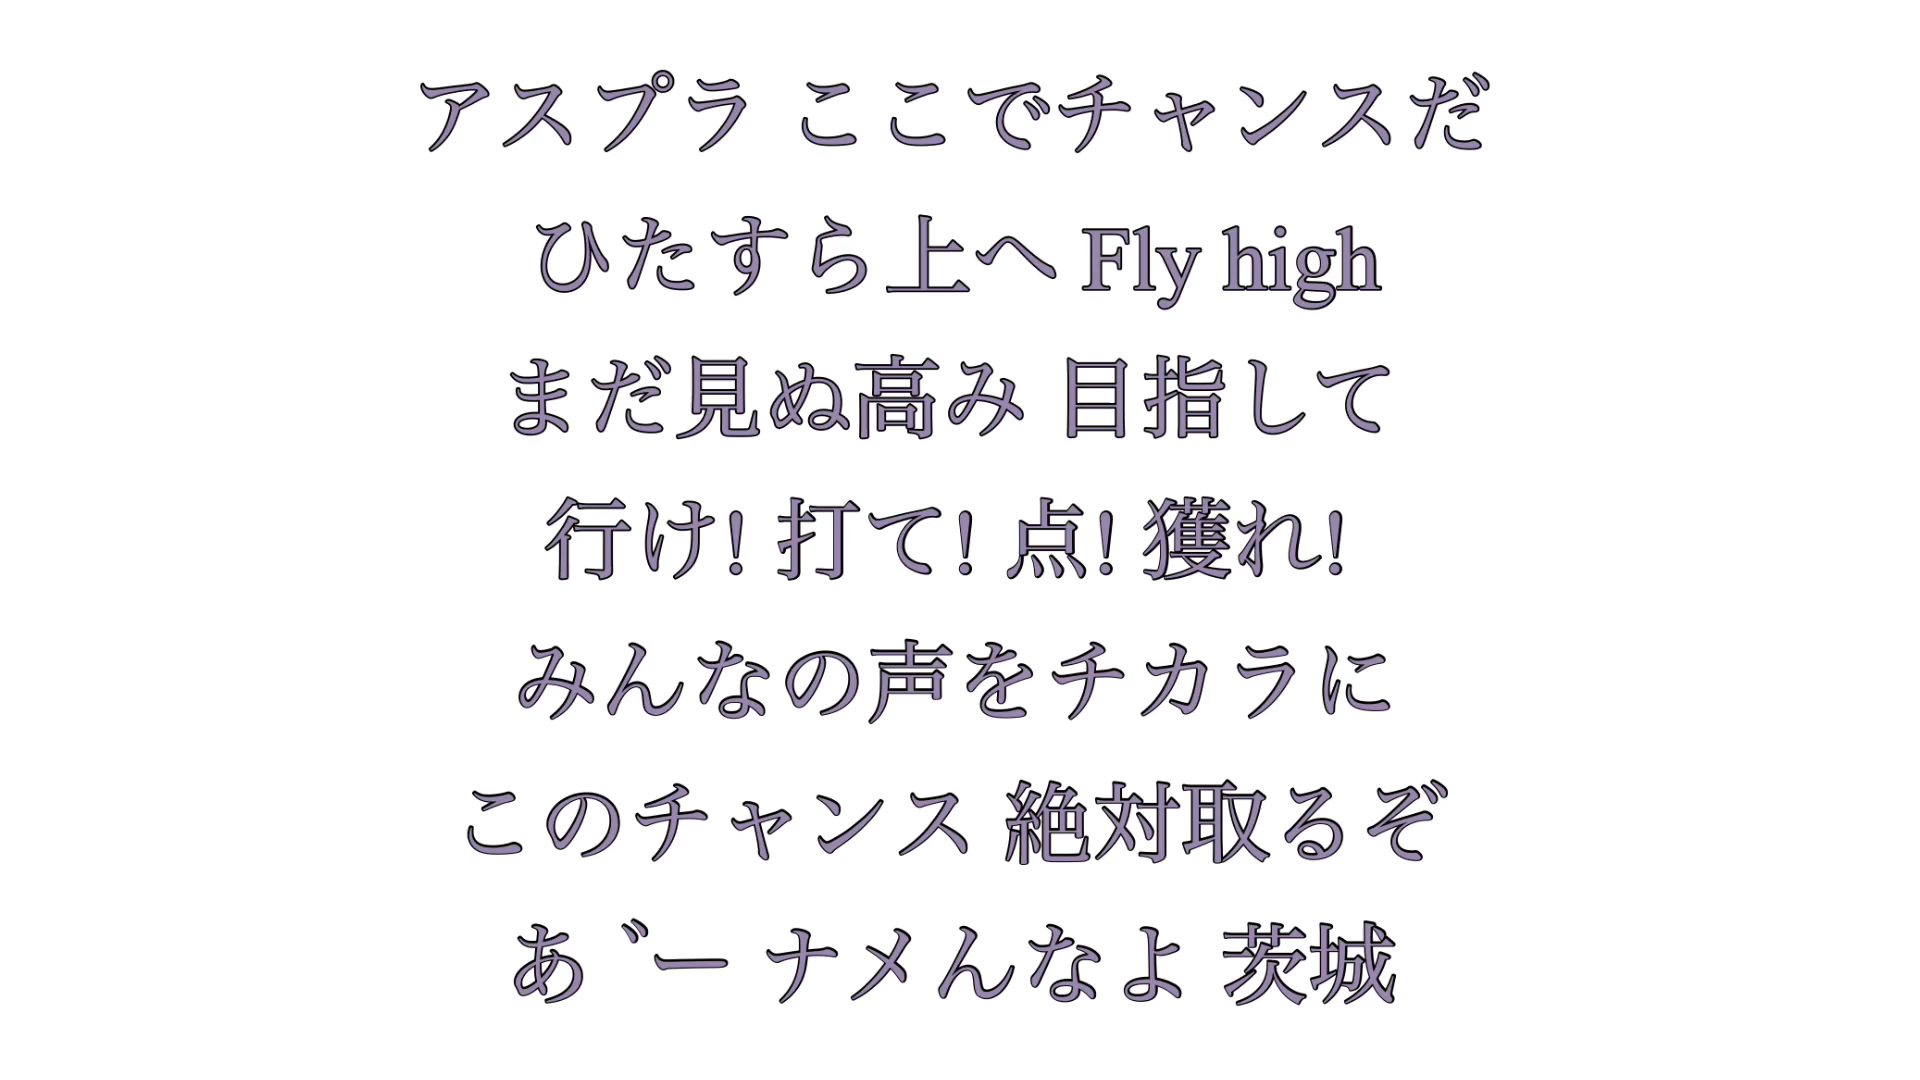 アスプラ ここでチャンスだ
ひたすら上へ Fly high
まだ見ぬ高み 目指して
行け! 打て! 点! 獲れ!
みんなの声をチカラに
このチャンス 絶対取るぞ
あ゛ー ナメんなよ 茨城